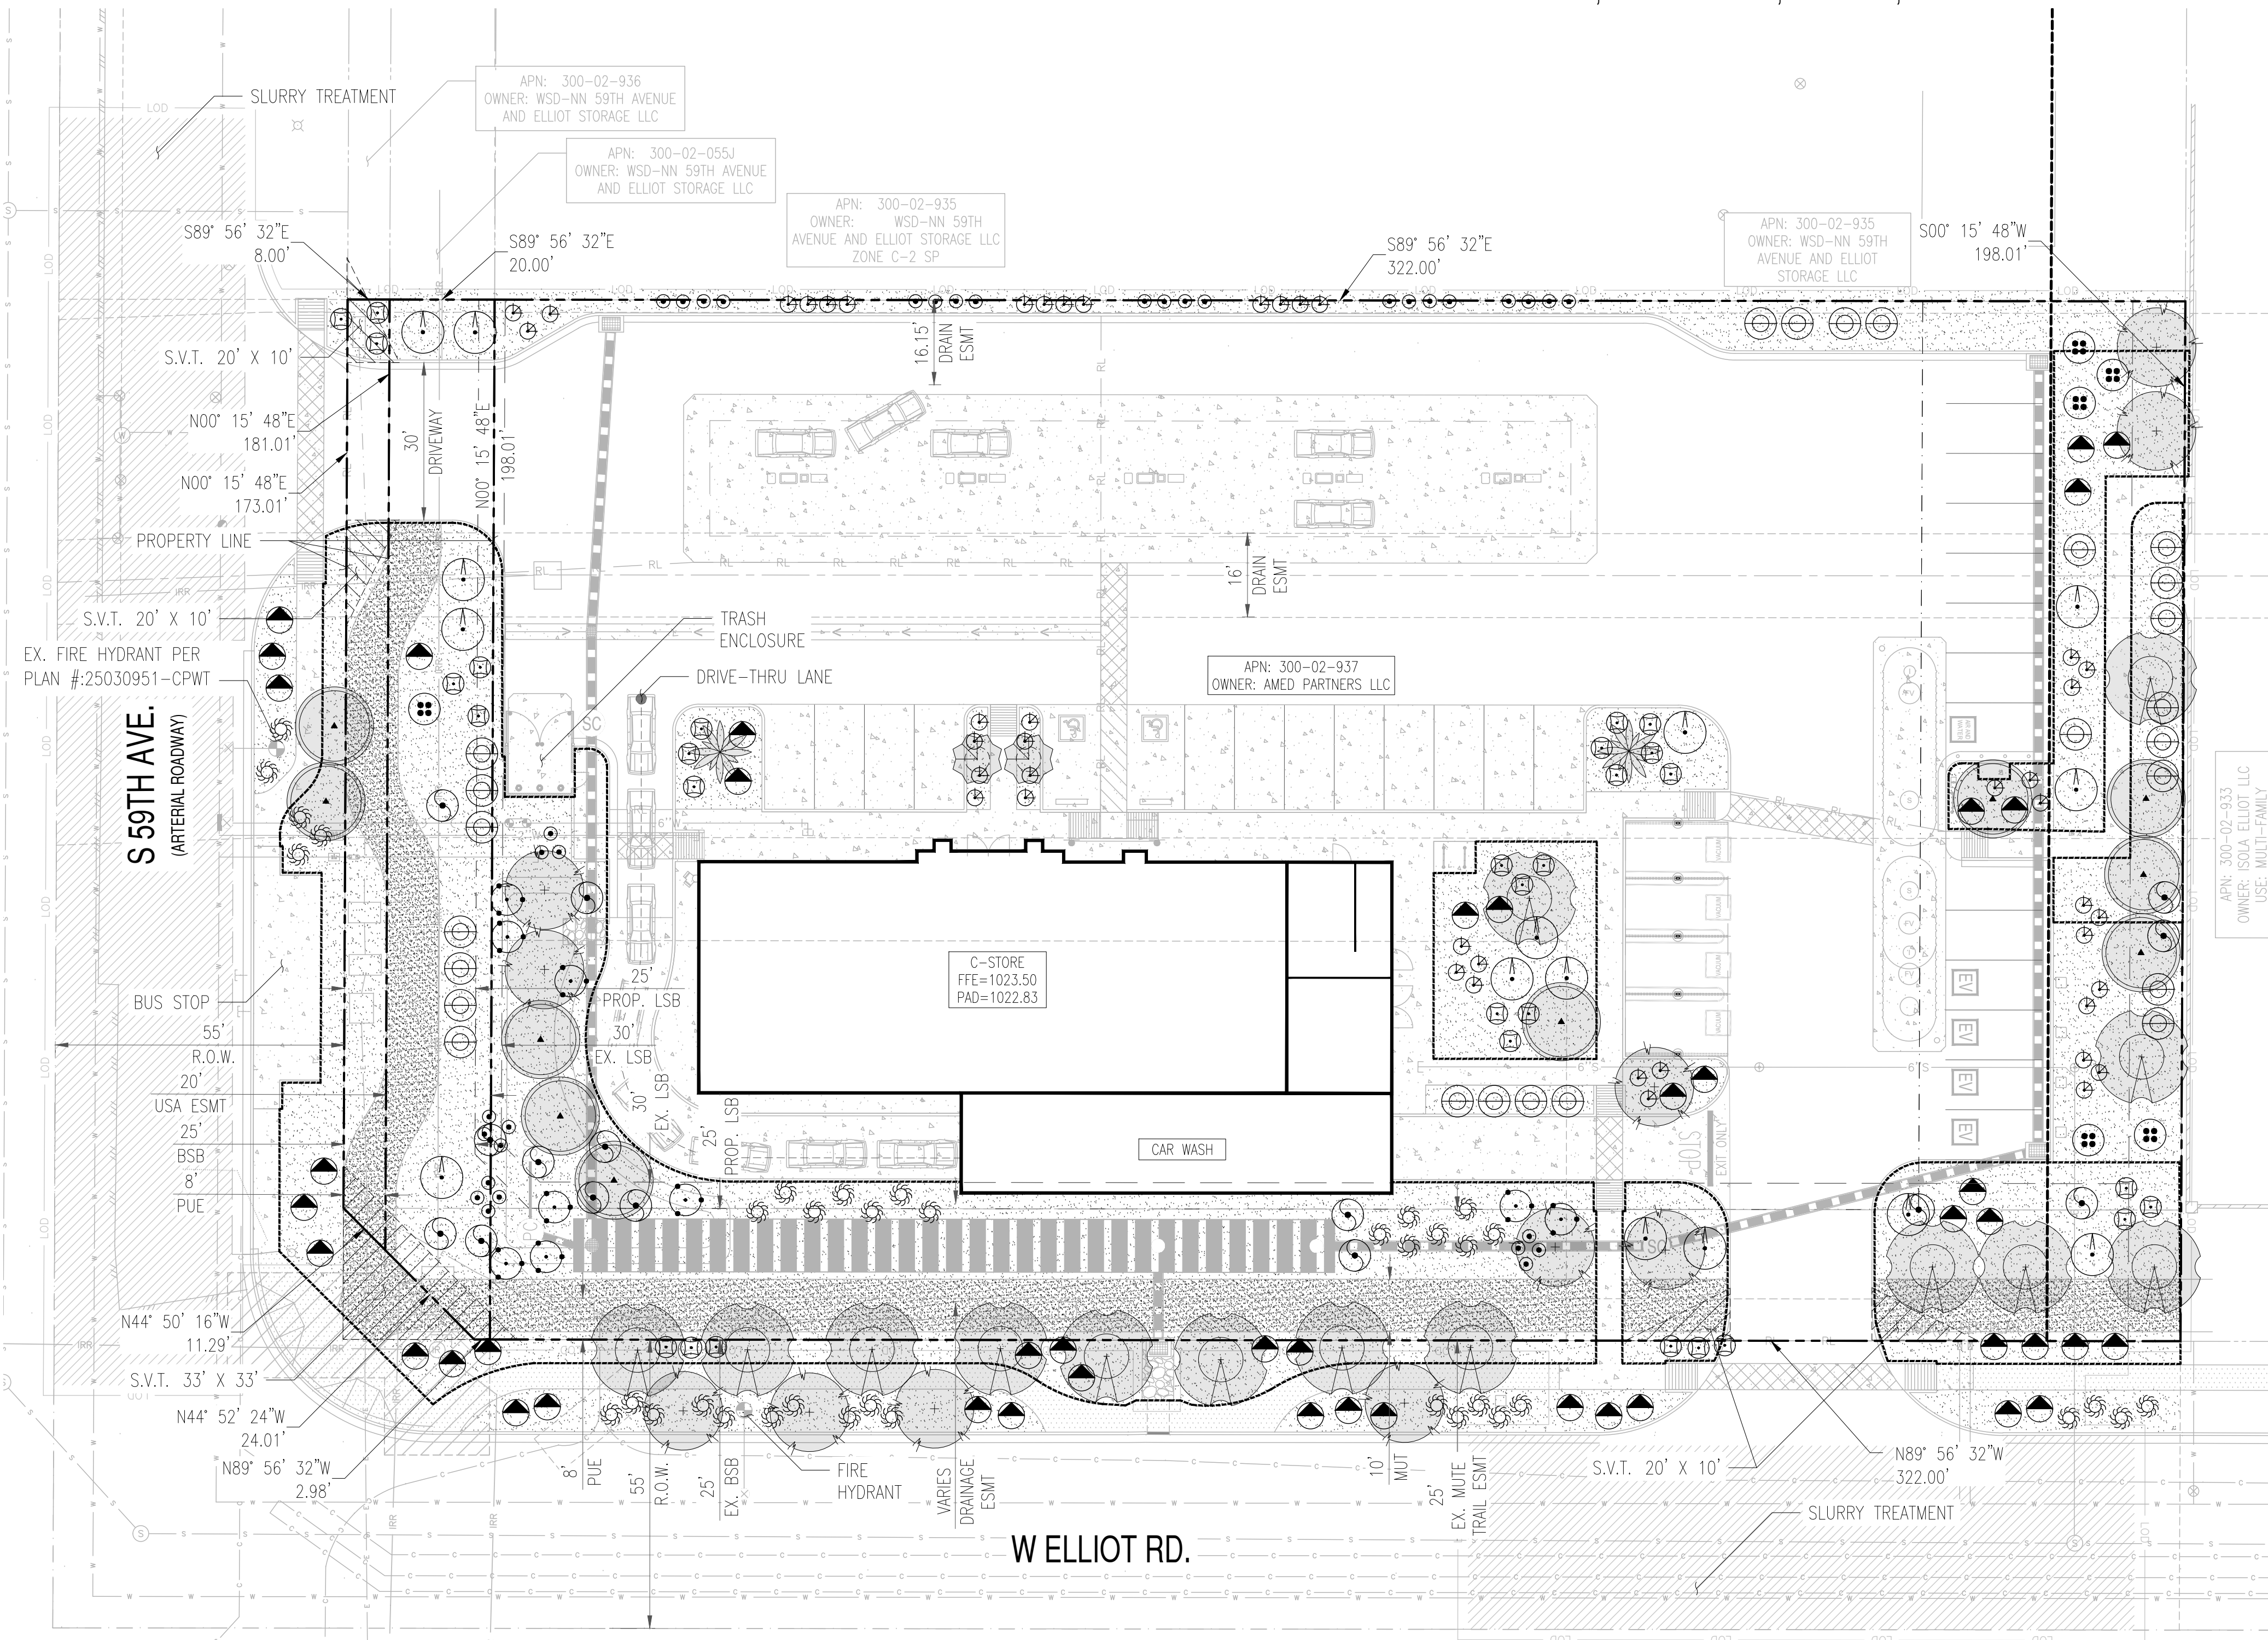 SLURRY TREATMENT
APN: 300-02-936
OWNER: WSD-NN 59TH AVENUE
AND ELLIOT STORAGE LLC
APN: 300-02-055J
OWNER: WSD-NN 59TH AVENUE
AND ELLIOT STORAGE LLC
APN: 300-02-935
OWNER: WSD-NN 59TH
AVENUE AND ELLIOT STORAGE LLC
ZONE C-2 SP
APN: 300-02-935
OWNER: WSD-NN 59TH
AVENUE AND ELLIOT
STORAGE LLC
S89° 56' 32"E
8.00'
S89° 56' 32"E
20.00'
S89° 56' 32"E
322.00'
S00° 15' 48"W
198.01'
S.V.T. 20' X 10'
N00° 15' 48"E
181.01'
N00° 15' 48"E
173.01'
30'
DRIVEWAY
N00° 15' 48"E
198.01'
16.15'
DRAIN
ESMT
PROPERTY LINE
16'
DRAIN
ESMT
S.V.T. 20' X 10'
TRASH
ENCLOSURE
EX. FIRE HYDRANT PER
PLAN #:25030951-CPWT
DRIVE-THRU LANE
APN: 300-02-937
OWNER: AMED PARTNERS LLC
S 59TH AVE.
(ARTERIAL ROADWAY)
SC
AIR AND
WATER
6' W
VACUUM
VACUUM
VACUUM
VACUUM
APN: 300-02-933
OWNER: ISOLA ELLIOT LLC
USE: MULTIFAMILY
C-STORE
FFE=1023.50
PAD=1022.83
BUS STOP
25'
PROP. LSB
30'
EX. LSB
55'
R.O.W.
20'
USA ESMT
25'
BSB
8'
PUE
30'
EX. LSB
25'
PROP. LSB
CAR WASH
6" S
EV
EV
EV
EV
STOP
EXIT ONLY
N44° 50' 16"W
11.29'
S.V.T. 33' X 33'
N44° 52' 24"W
24.01'
N89° 56' 32"W
2.98'
8'
PUE
55'
R.O.W.
25'
EX. BSB
FIRE
HYDRANT
VARIES
DRAINAGE
ESMT
10'
MUT
25'
EX. MUTE
TRAIL ESMT
S.V.T. 20' X 10'
N89° 56' 32"W
322.00'
SLURRY TREATMENT
W ELLIOT RD.